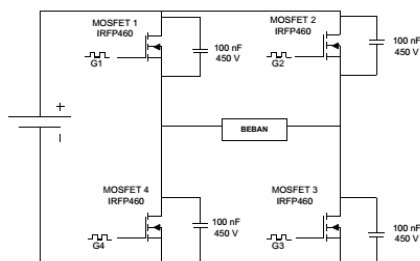 MOSFET 1
IRFP460
100 nF
450 V
G1
MOSFET 2
IRFP460
100 nF
450 V
G2
+
BEBAN
MOSFET 4
IRFP460
100 nF
450 V
G4
MOSFET 3
IRFP460
100 nF
450 V
G3